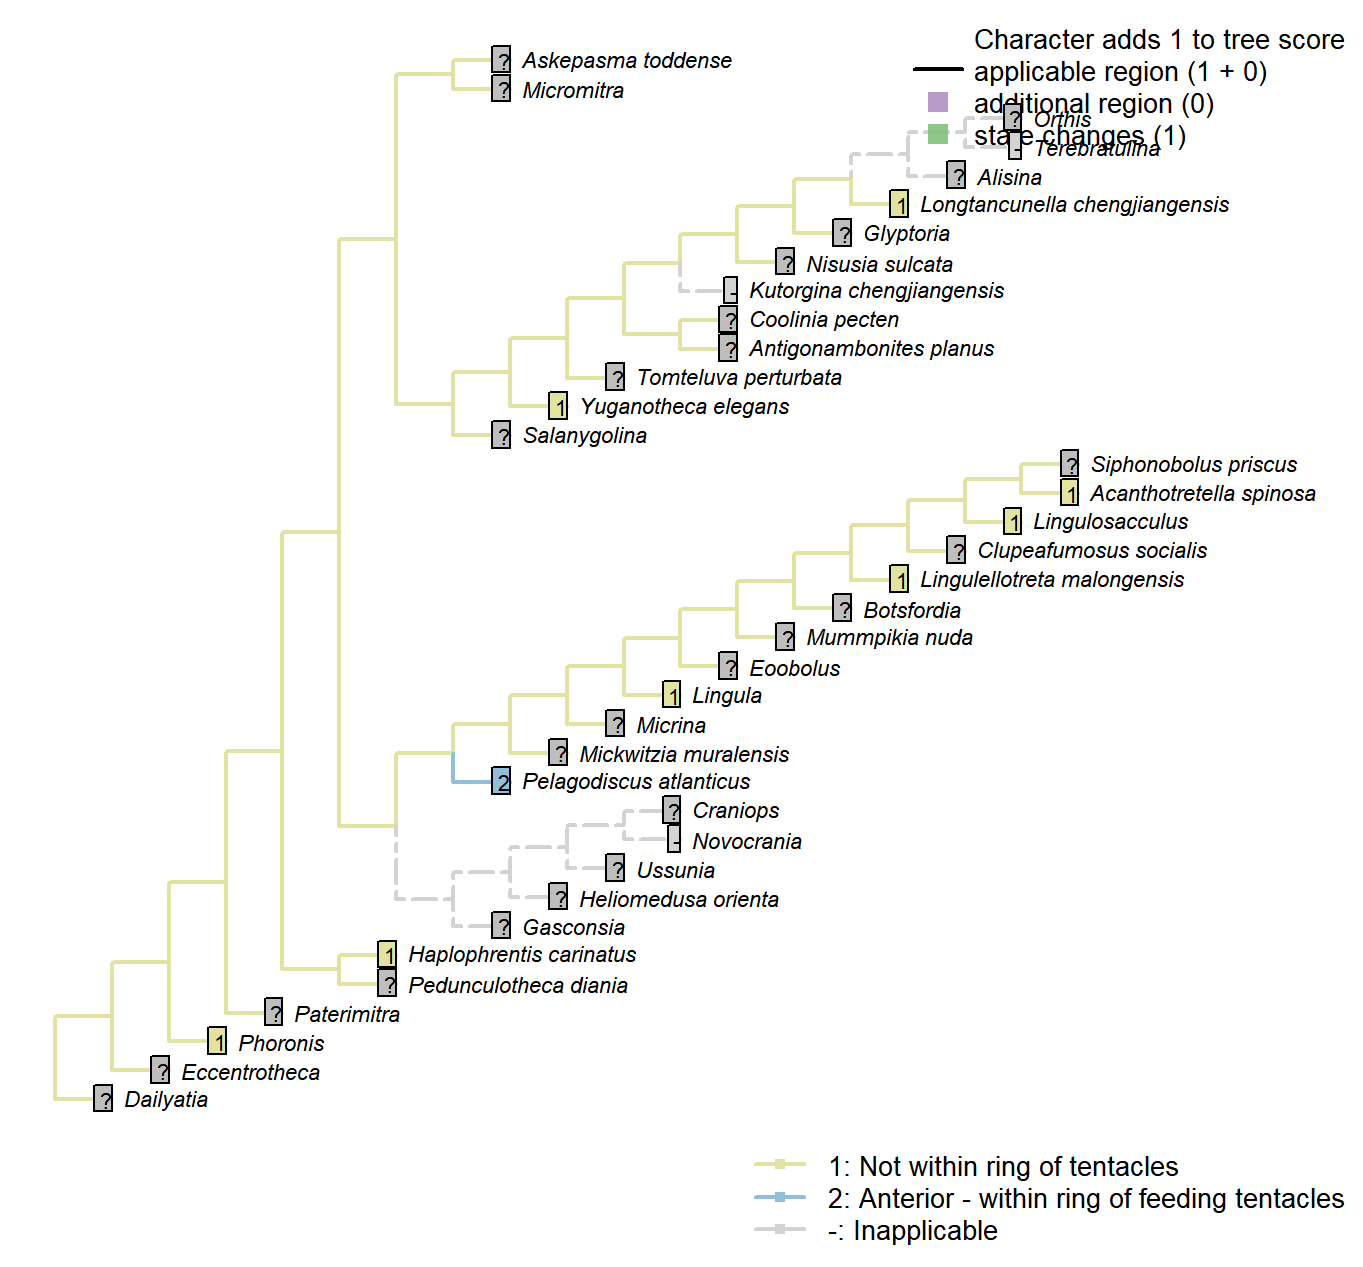 Character adds 1 to tree score
applicable region (1 + 0)
additional region (0)
state changes (1)
? Askepasma toddense
? Micromitra
? Orthis
- Terebratulina
? Alisina
1 Longtancunella chengjiangensis
? Glyptoria
? Nisusia sulcata
- Kutorgina chengjiangensis
? Coolinia pecten
? Antigonambonites planus
? Tomteluva perturbata
1 Yuganotheca elegans
? Salanygolina
? Siphonobolus priscus
1 Acanthotretella spinosa
1 Lingulosacculus
? Clupeafumosus socialis
1 Lingulellotreta malongensis
? Botsfordia
? Mummpikia nuda
? Eoobolus
1 Lingula
? Micrina
? Mickwitzia muralensis
2 Pelagodiscus atlanticus
? Craniops
- Novocrania
? Ussunia
? Heliomedusa orienta
? Gasconsia
1 Haplophrentis carinatus
? Pedunculotheca diania
? Paterimitra
1 Phoronis
? Eccentrotheca
? Dailyatia
1: Not within ring of tentacles
2: Anterior - within ring of feeding tentacles
-: Inapplicable